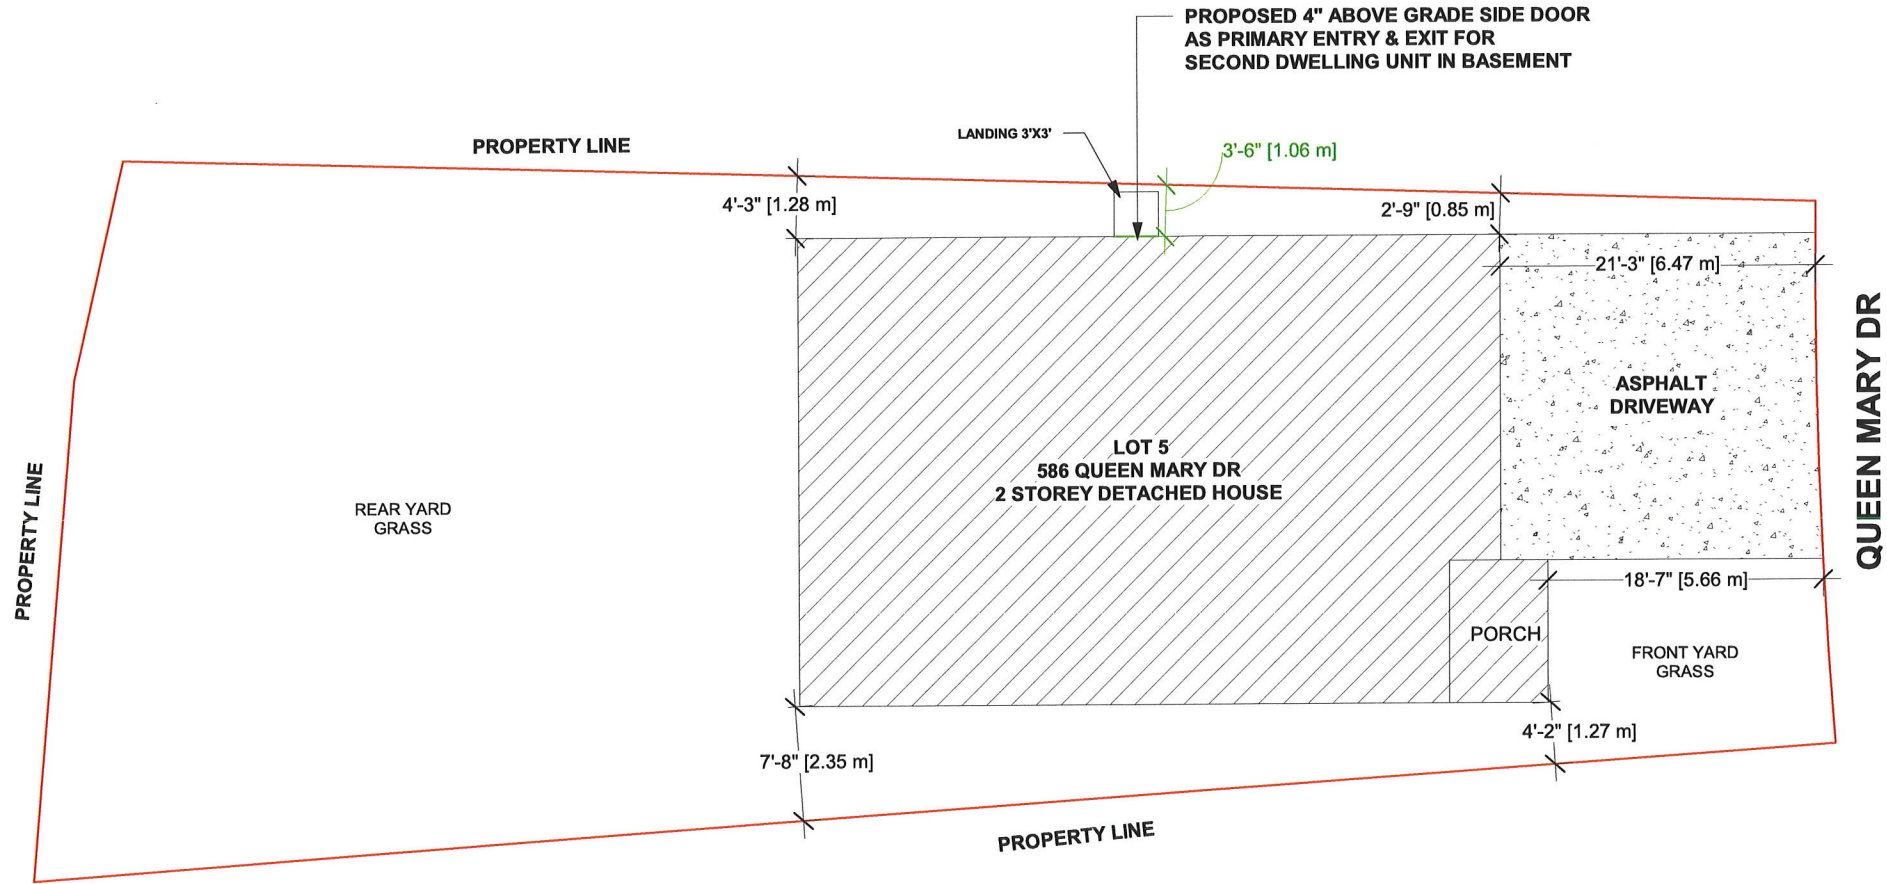 PROPOSED 4" ABOVE GRADE SIDE DOOR
AS PRIMARY ENTRY & EXIT FOR
SECOND DWELLING UNIT IN BASEMENT
PROPERTY LINE
LANDING 3'X3'
3'-6" [1.06 m]
4'-3" [1.28 m]
2'-9" [0.85 m]
21'-3" [6.47 m]
ASPHALT
DRIVEWAY
QUEEN MARY DR
LOT 5
586 QUEEN MARY DR
2 STOREY DETACHED HOUSE
REAR YARD
GRASS
PROPERTY LINE
18'-7" [5.66 m]
PORCH
FRONT YARD
GRASS
4'-2" [1.27 m]
7'-8" [2.35 m]
PROPERTY LINE